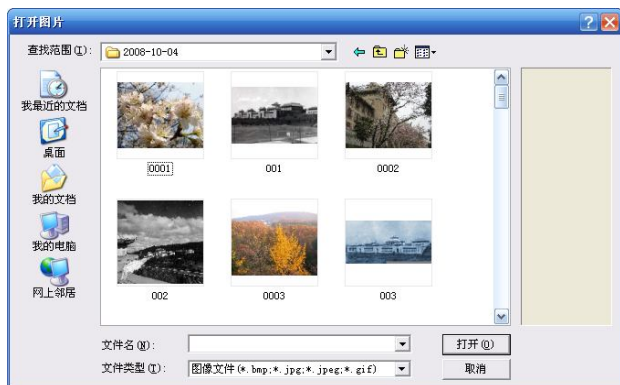 打开图片
查找范围(I):
2008-10-04
我最近的文档
桌面
我的文档
我的电脑
网上邻居
0001
001
0002
002
0003
003
文件名(N):
打开(O)
文件类型(T):
图像文件(*.bmp;*.jpg;*.jpeg;*.gif)
取消